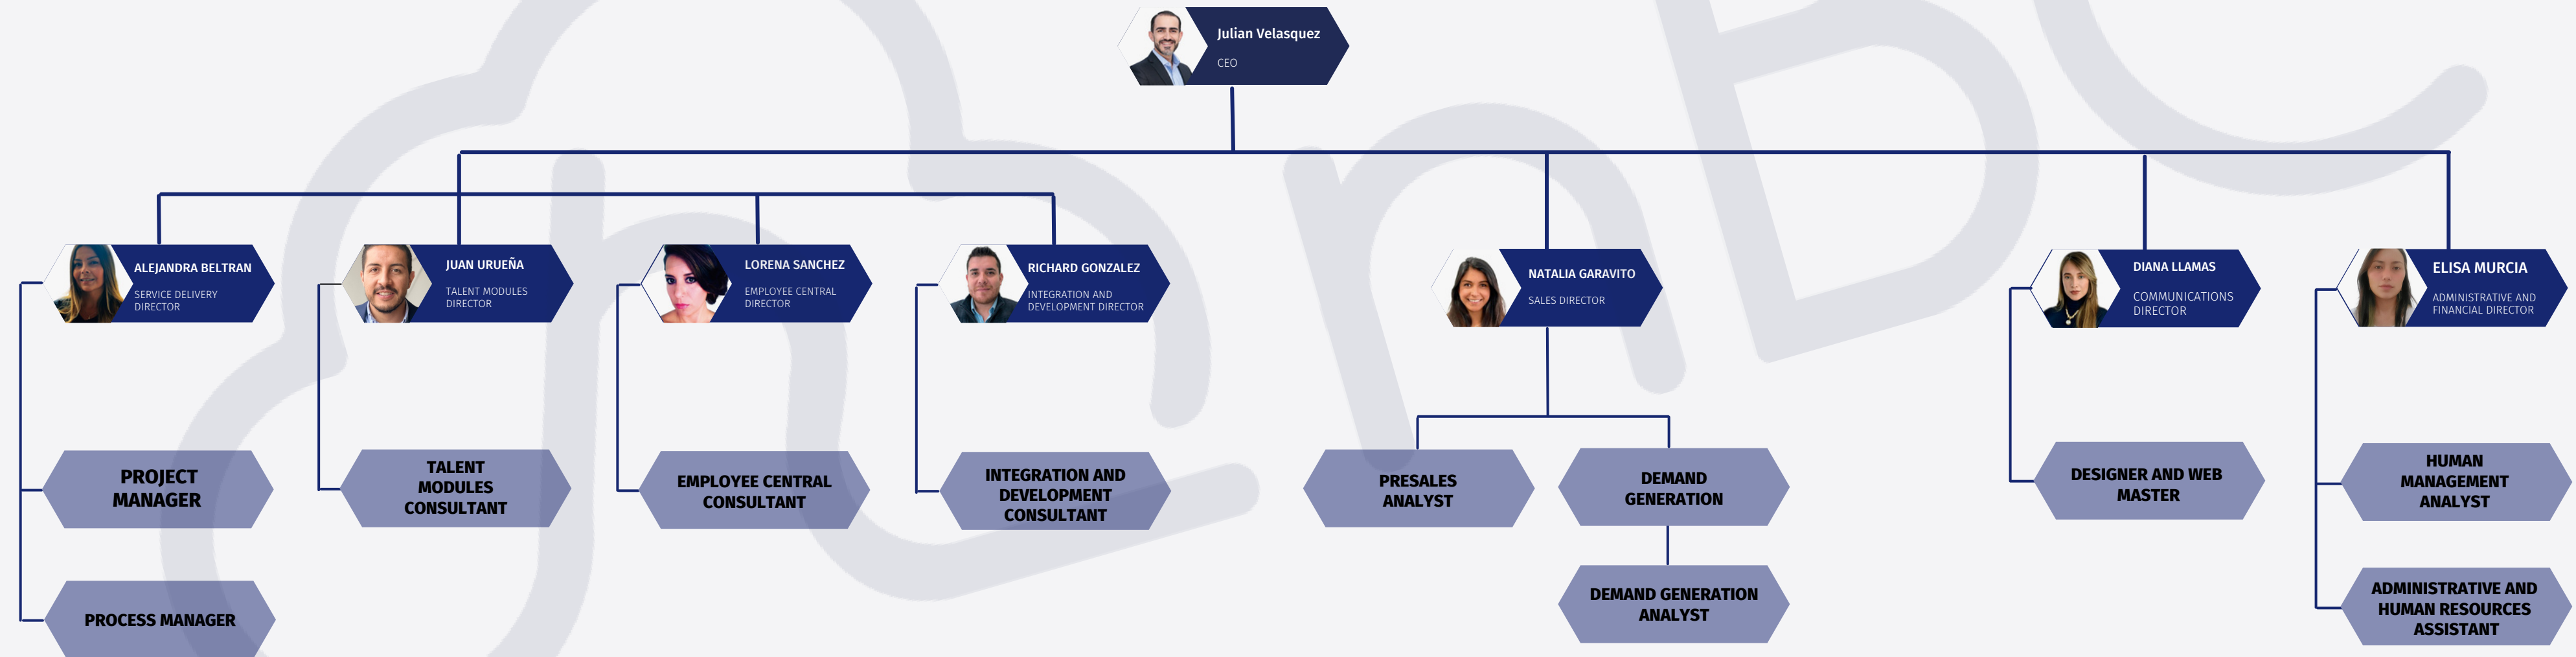 Julian Velasquez
CEO
ALEJANDRA BELTRAN
SERVICE DELIVERY
DIRECTOR
JUAN URUEÑA
TALENT MODULES
DIRECTOR
LORENA SANCHEZ
EMPLOYEE CENTRAL
DIRECTOR
RICHARD GONZALEZ
INTEGRATION AND
DEVELOPMENT DIRECTOR
NATALIA GARAVITO
SALES DIRECTOR
DIANA LLAMAS
COMMUNICATIONS
DIRECTOR
ELISA MURCIA
ADMINISTRATIVE AND
FINANCIAL DIRECTOR
PROJECT
MANAGER
TALENT
MODULES
CONSULTANT
EMPLOYEE CENTRAL
CONSULTANT
INTEGRATION AND
DEVELOPMENT
CONSULTANT
PRESALES
ANALYST
DEMAND
GENERATION
DESIGNER AND WEB
MASTER
HUMAN
MANAGEMENT
ANALYST
PROCESS MANAGER
DEMAND GENERATION
ANALYST
ADMINISTRATIVE AND
HUMAN RESOURCES
ASSISTANT